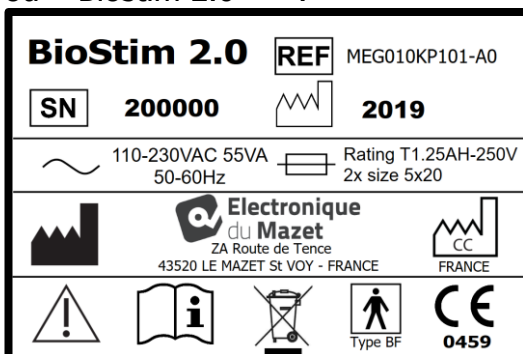 BioStim 2.0 REF MEG010KP101-A0
SN 200000 2019
110-230VAC 55VA
50-60Hz
Rating T1.25AH-250V
2x size 5x20
Electronique
du Mazet
ZA Route de Tence
43520 LE MAZET St VOY - FRANCE
CC
FRANCE
i
Type BF
CE
0459